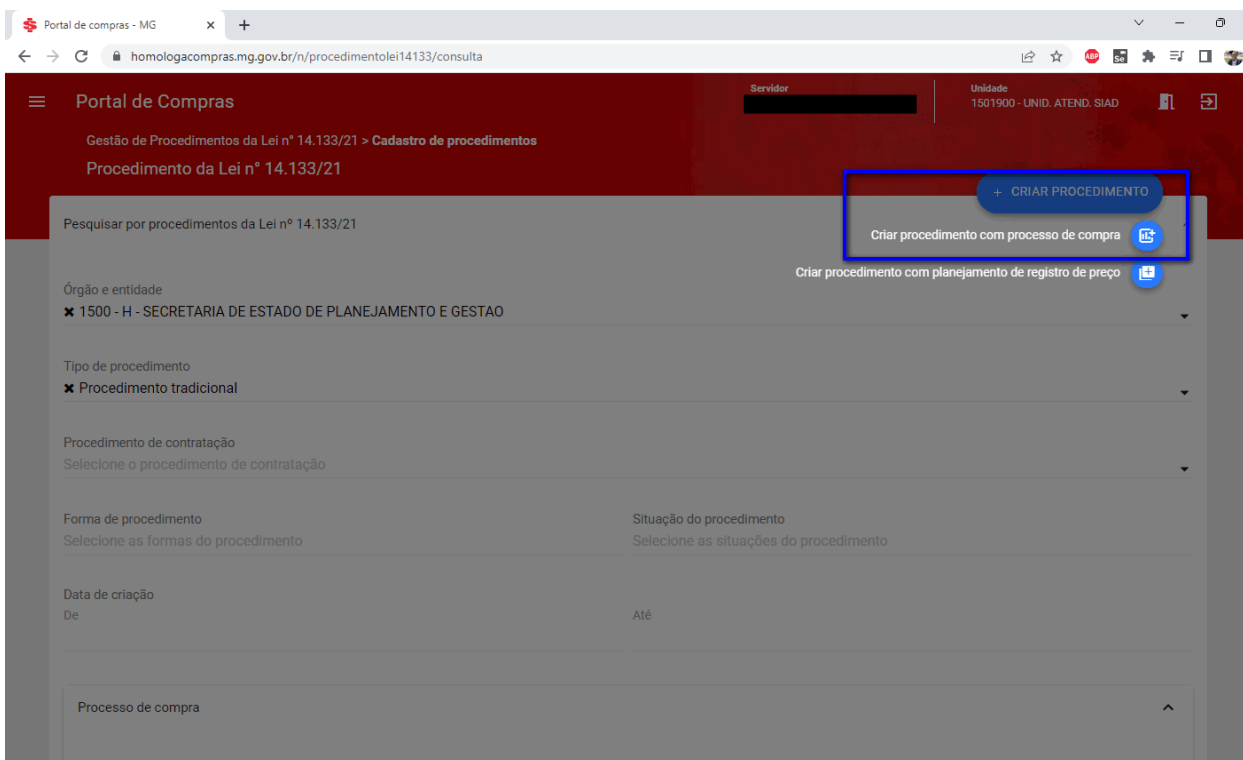 Portal de compras - MG
homologacompras.mg.gov.br/n/procedimentolei14133/consulta
ABP
Se
Portal de Compras
Servidor
Unidade
1501900 - UNID. ATEND. SIAD
Gestão de Procedimentos da Lei n° 14.133/21 > Cadastro de procedimentos
Procedimento da Lei n° 14.133/21
+ CRIAR PROCEDIMENTO
Pesquisar por procedimentos da Lei nº 14.133/21
Criar procedimento com processo de compra
Criar procedimento com planejamento de registro de preço
Órgão e entidade
1500 - H - SECRETARIA DE ESTADO DE PLANEJAMENTO E GESTAO
Tipo de procedimento
Procedimento tradicional
Procedimento de contratação
Selecione o procedimento de contratação
Forma de procedimento
Situação do procedimento
Selecione as formas do procedimento
Selecione as situações do procedimento
Data de criação
De
Até
Processo de compra